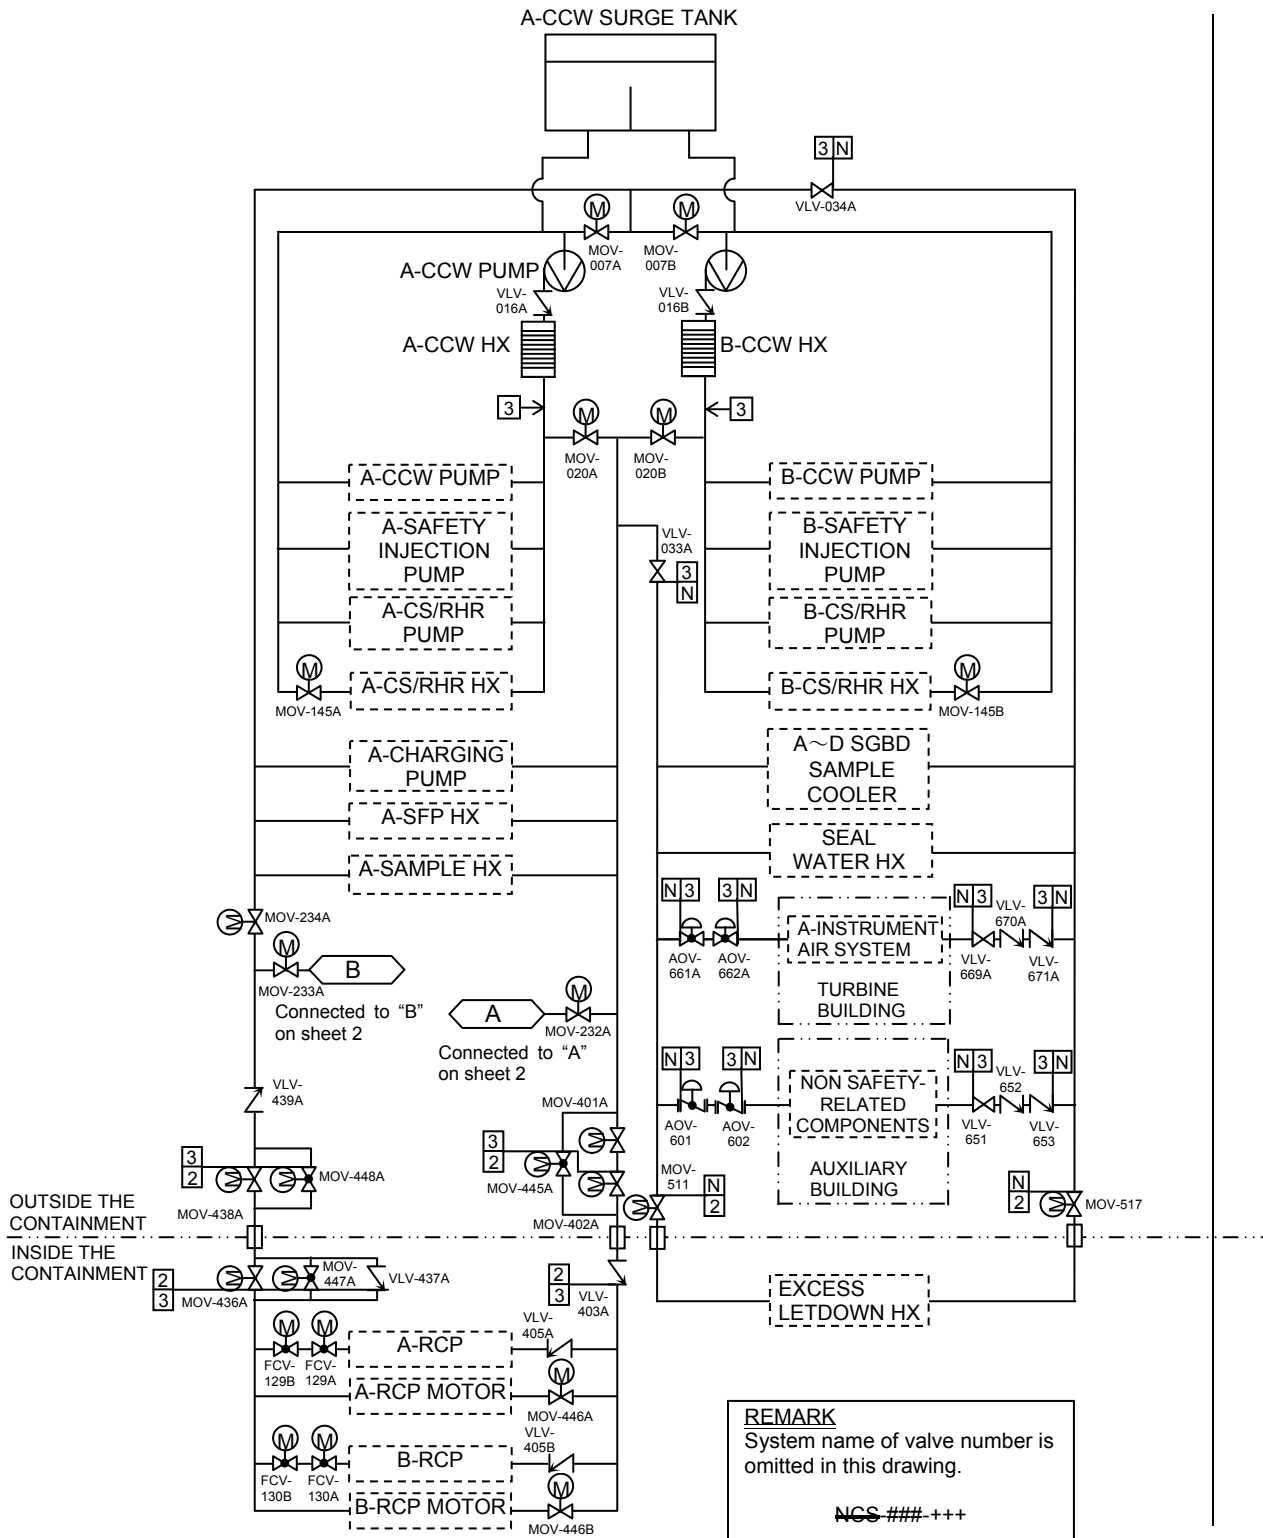 A-CCW SURGE TANK
3 N
VLV-034A
M
M
MOV-
007A
MOV-
007B
A-CCW PUMP
VLV-
016A
VLV-
016B
A-CCW HX
B-CCW HX
3
3
M
M
MOV-
020A
MOV-
020B
A-CCW PUMP
B-CCW PUMP
A-SAFETY
INJECTION
PUMP
VLV-
033A
3
N
B-SAFETY
INJECTION
PUMP
A-CS/RHR
PUMP
B-CS/RHR
PUMP
M
MOV-145A
A-CS/RHR HX
B-CS/RHR HX
M
MOV-145B
A-CHARGING
PUMP
A~D SGBD
SAMPLE
COOLER
A-SFP HX
SEAL
WATER HX
A-SAMPLE HX
N 3
3 N
N 3
VLV-
670A
3 N
M
MOV-234A
A-INSTRUMENT
AIR SYSTEM
AOV-
661A
AOV-
662A
VLV-
669A
VLV-
671A
M
B
MOV-233A
Connected to “B”
on sheet 2
TURBINE
BUILDING
A
M
MOV-232A
Connected to “A”
on sheet 2
N 3
3 N
N 3
VLV-
652
3 N
VLV-
439A
NON SAFETY-
RELATED
COMPONENTS
MOV-401A
AOV-
601
AOV-
602
VLV-
651
VLV-
653
3
2
M
M
MOV-448A
MOV-438A
3
2
M
M
M
MOV-445A
MOV-402A
MOV-
511
M
N
2
AUXILIARY
BUILDING
N
2
M
MOV-517
OUTSIDE THE
CONTAINMENT
INSIDE THE
CONTAINMENT
2
3
M
MOV-436A
M
MOV-
447A
VLV-437A
2
3
VLV-
403A
EXCESS
LETDOWN HX
M
M
FCV-
129B
FCV-
129A
A-RCP
VLV-
405A
A-RCP MOTOR
M
MOV-446A
M
M
FCV-
130B
FCV-
130A
B-RCP
VLV-
405B
B-RCP MOTOR
M
MOV-446B
REMARK
System name of valve number is
omitted in this drawing.
NCS-###-+++